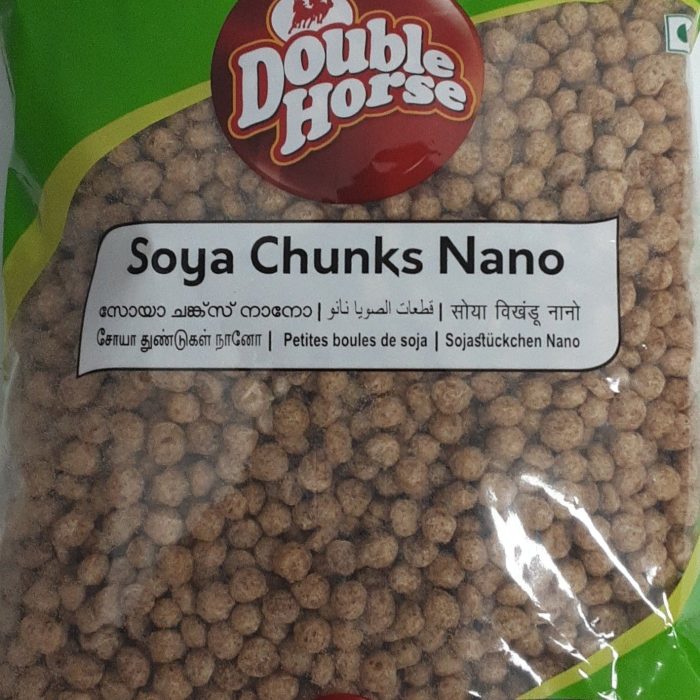 Double
Horse
Soya Chunks Nano
സോയാ ചങ്ക്സ് നാനോ | قطعات الصويا نانو | सोया विखंडू नानो
சோயா துண்டுகள் நானோ | Petites boules de soja | Sojastückchen Nano